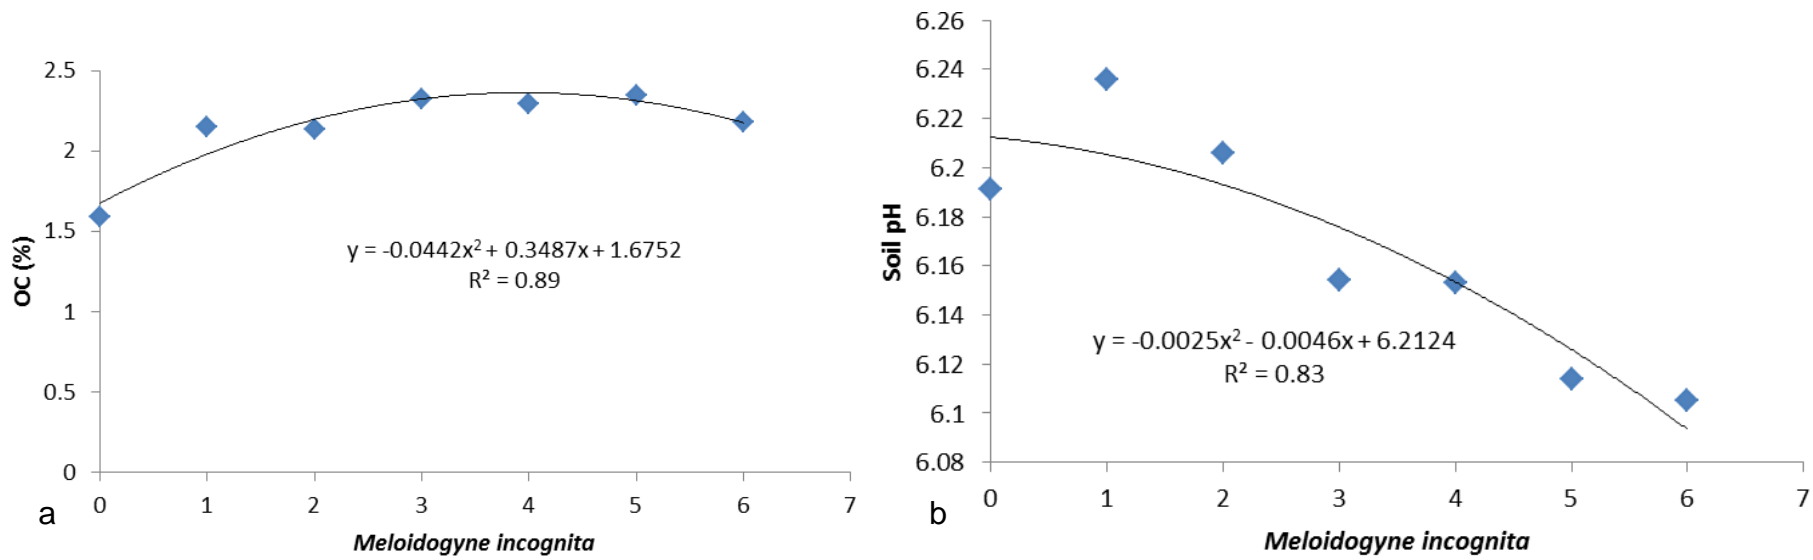 2.5
2
1.5
1
0.5
0
OC (%)
y = -0.0442x² + 0.3487x + 1.6752
R² = 0.89
0 1 2 3 4 5 6 7
a
Meloidogyne incognita
6.26
6.24
6.22
6.2
6.18
6.16
6.14
6.12
6.1
6.08
Soil pH
y = -0.0025x² - 0.0046x + 6.2124
R² = 0.83
0 1 2 3 4 5 6 7
b
Meloidogyne incognita